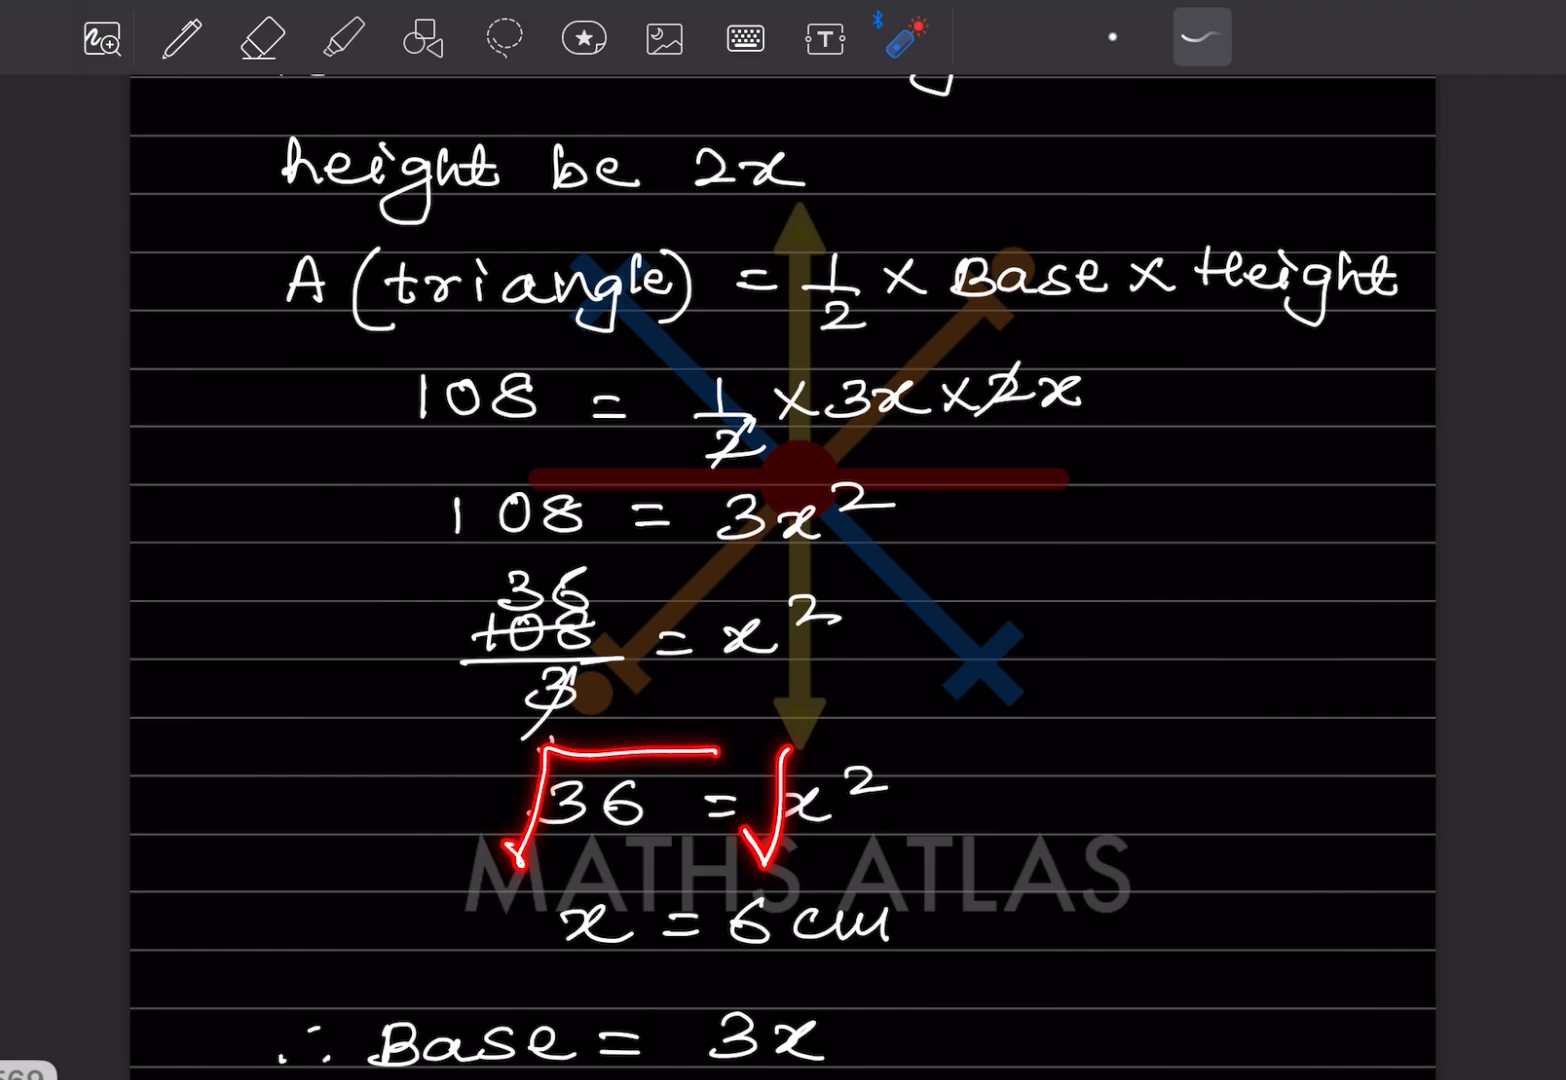 height be 2x
A (triangle) = 1/2 × Base × Height
108 = 1/2 × 3x × 2x
108 = 3x²
36
108/3 = x²
√36 = √x²
MATHS ATLAS
x = 6 cm
∴ Base = 3x
569